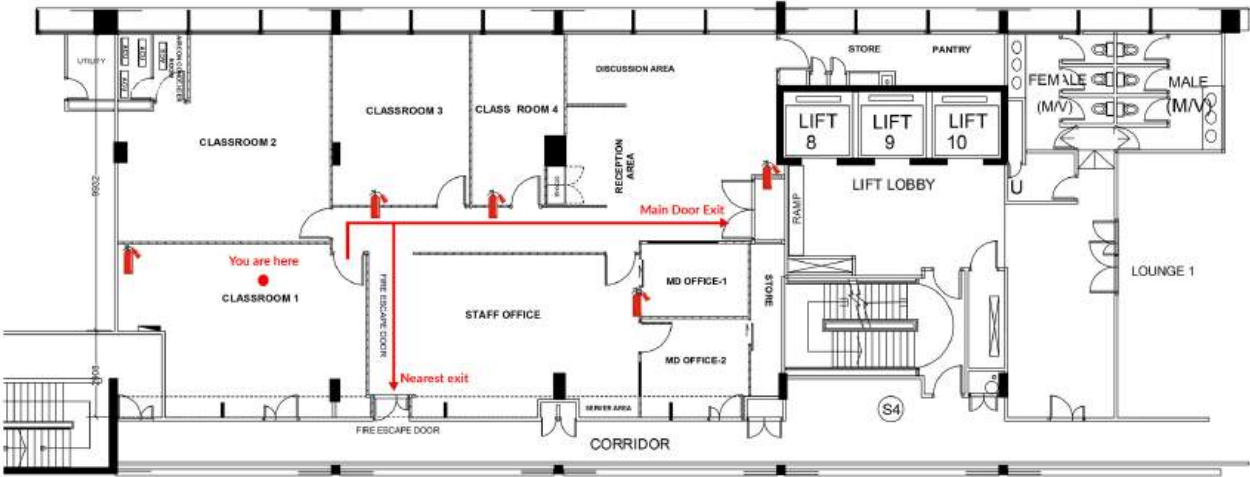 UTILITY
STORE
PANTRY
DISCUSSION AREA
FEMALE
(M/V)
MALE
(M/V)
CLASSROOM 3
CLASS ROOM 4
CLASSROOM 2
LIFT
8
LIFT
9
LIFT
10
RECEPTION
AREA
LIFT LOBBY
U
RAMP
9932
Main Door Exit
You are here
CLASSROOM 1
FIRE ESCAPE DOOR
STAFF OFFICE
MD OFFICE-1
STORE
LOUNGE 1
MD OFFICE-2
Nearest exit
SERVER AREA
S4
FIRE ESCAPE DOOR
CORRIDOR